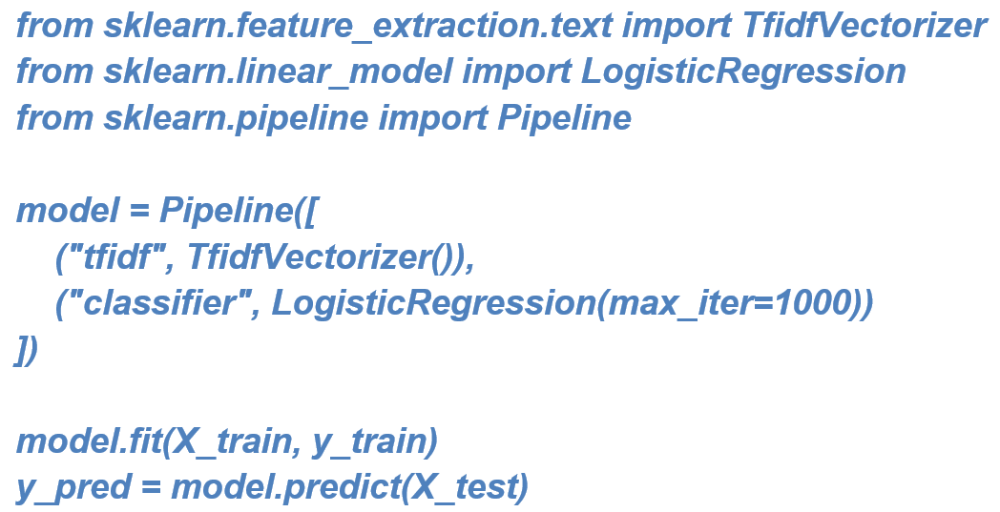 from sklearn.feature_extraction.text import TfidfVectorizer
from sklearn.linear_model import LogisticRegression
from sklearn.pipeline import Pipeline

model = Pipeline([
    ("tfidf", TfidfVectorizer()),
    ("classifier", LogisticRegression(max_iter=1000))
])

model.fit(X_train, y_train)
y_pred = model.predict(X_test)